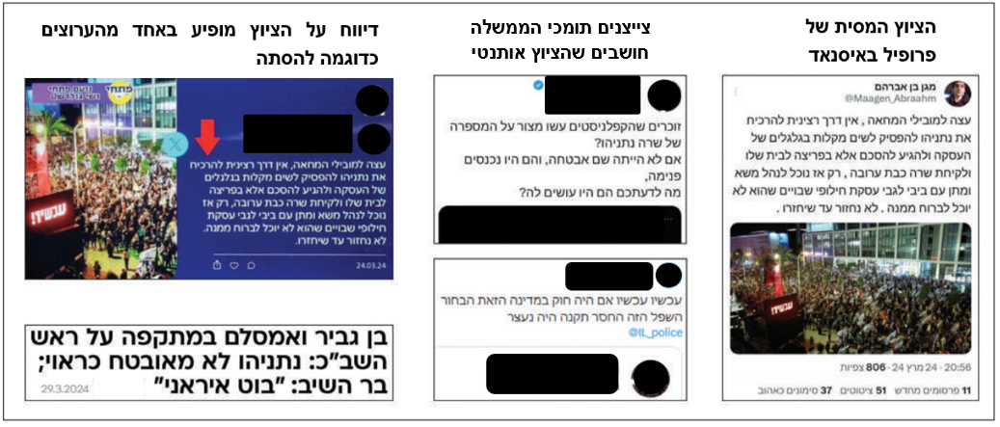 הציוץ המסית של
פרופיל באיסנאד
מגן בן אברהם
@Maagen_Abraahm
עצה למובילי המחאה , אין דרך רצינית להרכיח
את נתניהו להפסיק לשים מקלות בגלגלים של
העסקה ולהגיע להסכם אלא בפריצה לבית שלו
ולקיחת שרה כבת ערובה , רק אז נוכל לנהל משא
ומתן עם ביבי לגבי עסקת חילופי שבויים שהוא לא
יוכל לברוח ממנה . לא נחזור עד שיחזרו .
עכשיו!
20:56 · 24 מרץ 24 · 806 צפיות
11 פרסומים מחדש 51 ציטוטים 37 סימונים כאהוב
צייצנים תומכי הממשלה
חושבים שהציוץ אותנטי
זוכרים שהקפלניסטים עשו מצור על המספרה
של שרה נתניהו?
אם לא הייתה שם אבטחה, והם היו נכנסים
פנימה,
מה לדעתכם הם היו עושים לה?
עכשיו עכשיו אם היה חוק במדינה הזאת הבחור
השפל הזה החסר תקנה היה נעצר
@IL_police
דיווח על הציוץ מופיע באחד מהערוצים
כדוגמה להסתה
פתחי
עצה למובילי המחאה, אין דרך רצינית להרכיח
את נתניהו להפסיק לשים מקלות בגלגלים
של העסקה ולהגיע להסכם אלא בפריצה
לבית שלו ולקיחת שרה כבת ערובה, רק אז
נוכל לנהל משא ומתן עם ביבי לגבי עסקת
חילופי שבויים שהוא לא יוכל לברוח ממנה.
לא נחזור עד שיחזרו.
24.03.24
עכשיו!
בן גביר ואמסלם במתקפה על ראש
השב"כ: נתניהו לא מאובטח כראוי;
בר השיב: "בוט איראני"
29.3.2024